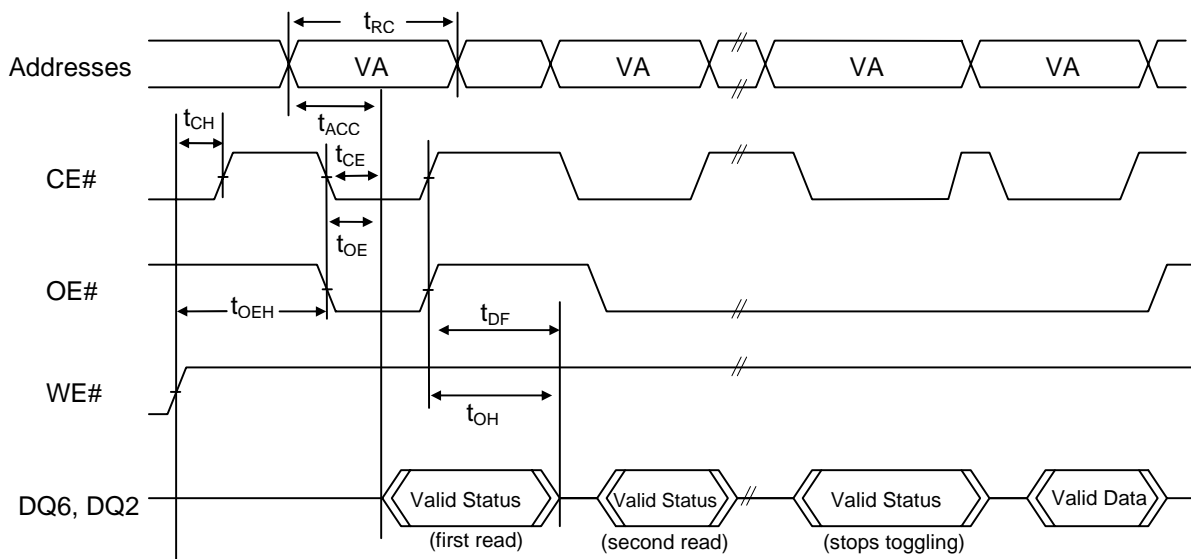 tRC
Addresses VA VA VA VA
tCH tACC
tCE
CE#
tOE
OE#
tOEH tDF
WE#
tOH
DQ6, DQ2 Valid Status Valid Status Valid Status Valid Data
(first read) (second read) (stops toggling)